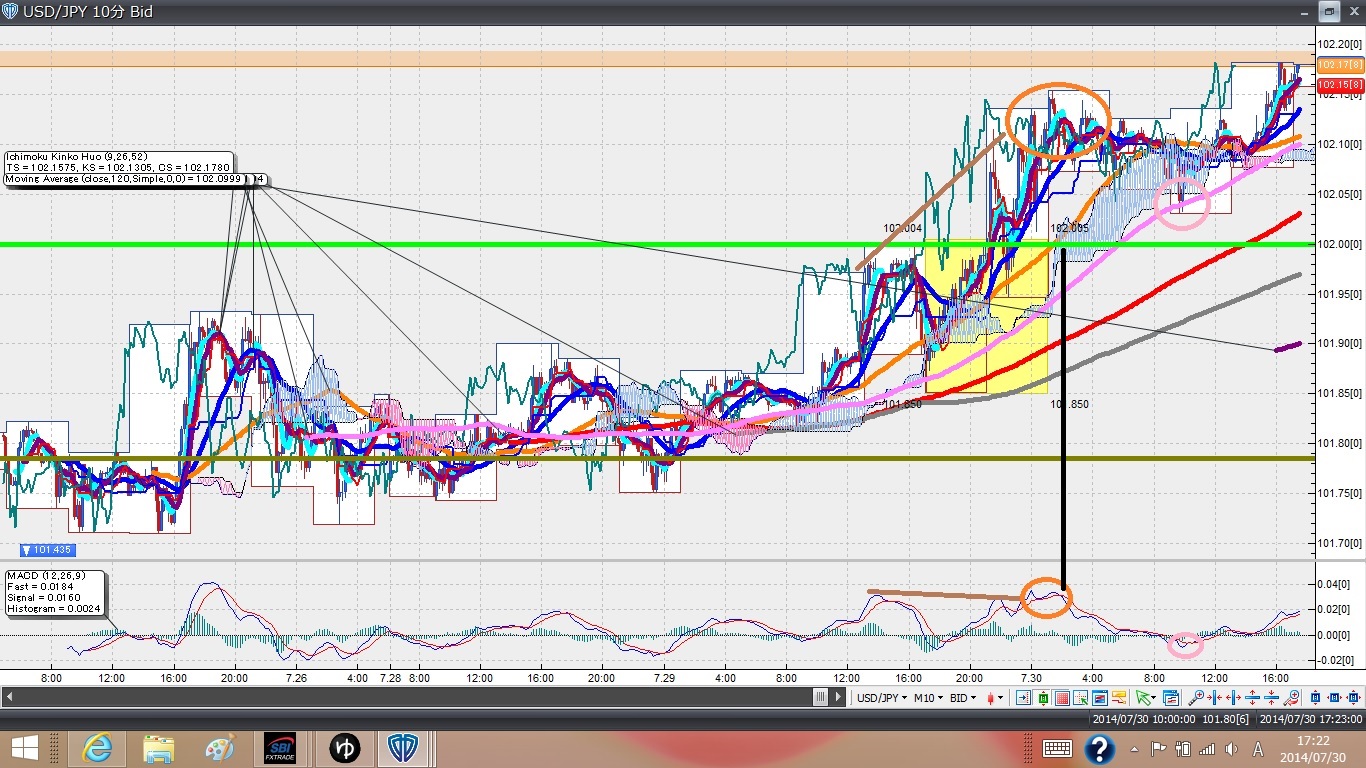 USD/JPY 10分 Bid
102.20[0]
102.17[8]
102.15[8]
102.15[0]
Ichimoku Kinko Huo (9,26,52)
TS = 102.1575, KS = 102.1305, CS = 102.1780
Moving Average (close,120,Simple,0,0) = 102.0999
102.10[0]
102.05[0]
102.004
102.005
102.00[0]
101.95[0]
101.90[0]
101.85[0]
101.850
101.850
101.80[0]
101.75[0]
101.70[0]
▼ 101.435
MACD (12,26,9)
Fast = 0.0184
Signal = 0.0160
Histogram = 0.0024
0.04[0]
0.02[0]
0.00[0]
-0.02[0]
8:00 12:00 16:00 20:00 7.26 4:00 7.28 8:00 12:00 16:00 20:00 7.29 4:00 8:00 12:00 16:00 20:00 7.30 4:00 8:00 12:00 16:00
USD/JPY M10 BID
2014/07/30 10:00:00 101.80[6] 2014/07/30 17:23:00
SBI
FXTRADE
ゆ
?
A
17:22
2014/07/30